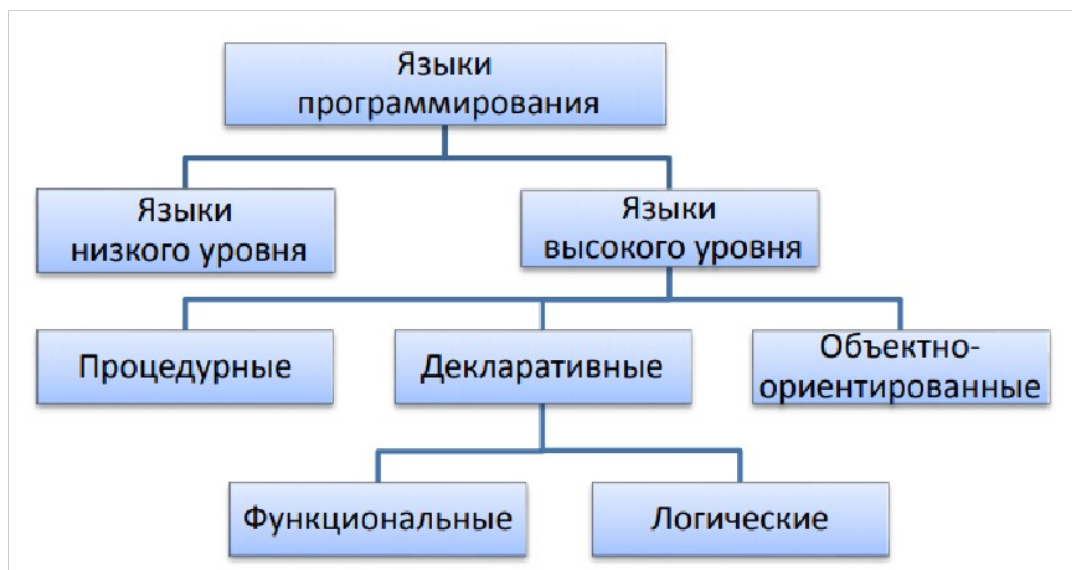 Языки
программирования
Языки
низкого уровня
Языки
высокого уровня
Процедурные
Декларативные
Объектно-
ориентированные
Функциональные
Логические